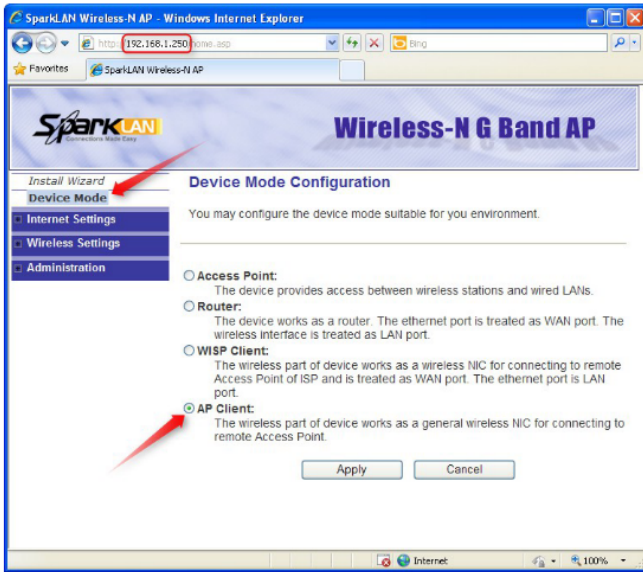 SparkLAN Wireless-N AP - Windows Internet Explorer
http://192.168.1.250/home.asp
Bing
Favorites
SparkLAN Wireless-N AP
SparkLAN
Connections Made Easy
Wireless-N G Band AP
Install Wizard
Device Mode
Internet Settings
Wireless Settings
Administration
Device Mode Configuration
You may configure the device mode suitable for you environment.
Access Point:
The device provides access between wireless stations and wired LANs.
Router:
The device works as a router. The ethernet port is treated as WAN port. The
wireless interface is treated as LAN port.
WISP Client:
The wireless part of device works as a wireless NIC for connecting to remote
Access Point of ISP and is treated as WAN port. The ethernet port is LAN
port.
AP Client:
The wireless part of device works as a general wireless NIC for connecting to
remote Access Point.
Apply
Cancel
Internet
100%